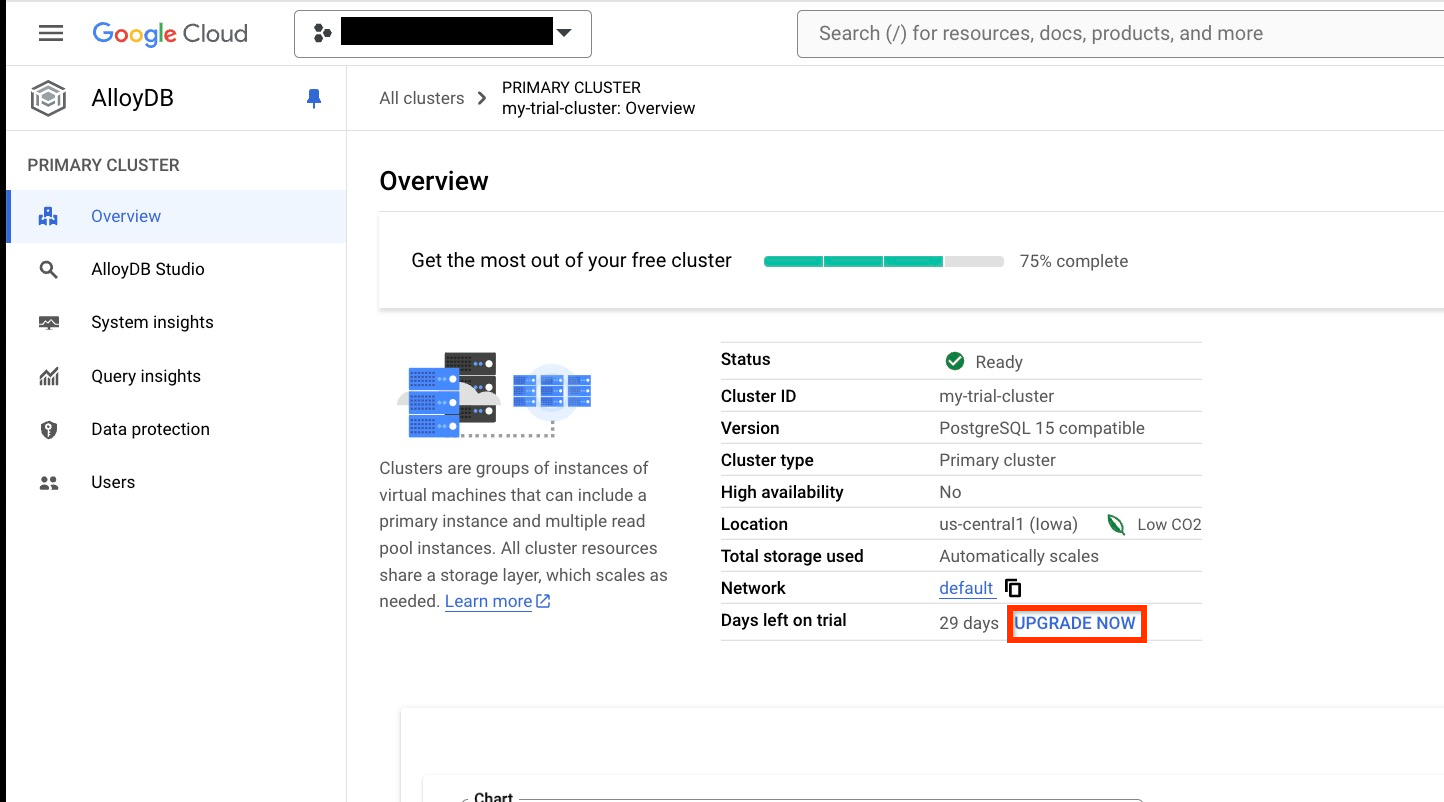 Google Cloud
Search (/) for resources, docs, products, and more
AlloyDB
All clusters
PRIMARY CLUSTER
my-trial-cluster: Overview
PRIMARY CLUSTER
Overview
AlloyDB Studio
System insights
Query insights
Data protection
Users
Overview
Get the most out of your free cluster
75% complete
Clusters are groups of instances of
virtual machines that can include a
primary instance and multiple read
pool instances. All cluster resources
share a storage layer, which scales as
needed. Learn more
Status Ready
Cluster ID my-trial-cluster
Version PostgreSQL 15 compatible
Cluster type Primary cluster
High availability No
Location us-central1 (Iowa) Low CO2
Total storage used Automatically scales
Network default
Days left on trial 29 days UPGRADE NOW
Chart